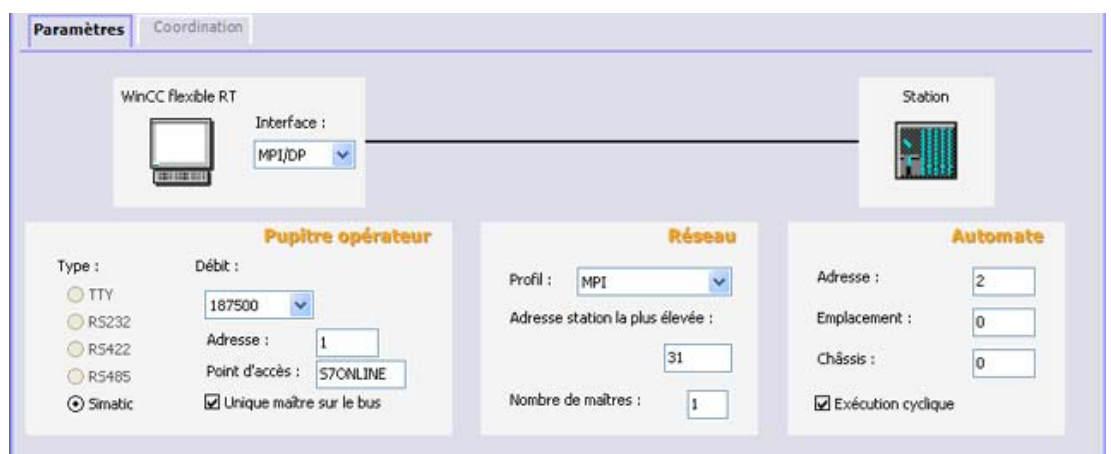 Paramètres
Coordination
WinCC flexible RT
Interface :
MPI/DP
Station
Pupitre opérateur
Type :
TTY
RS232
RS422
RS485
Simatic
Débit :
187500
Adresse : 1
Point d'accès : S7ONLINE
Unique maître sur le bus
Réseau
Profil : MPI
Adresse station la plus élevée :
31
Nombre de maîtres : 1
Automate
Adresse : 2
Emplacement : 0
Châssis : 0
Exécution cyclique